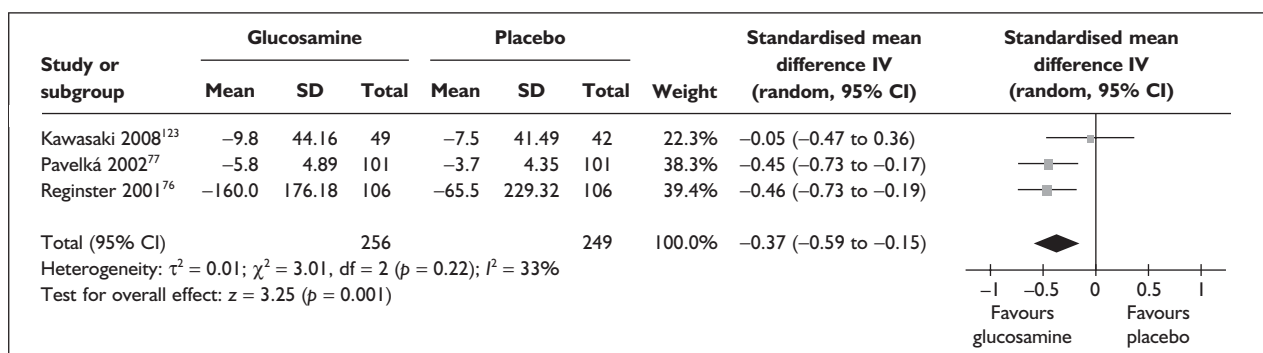 Glucosamine Placebo Standardised mean Standardised mean
Study or difference IV difference IV
subgroup Mean SD Total Mean SD Total Weight (random, 95% CI) (random, 95% CI)
Kawasaki 2008¹²³ −9.8 44.16 49 −7.5 41.49 42 22.3% −0.05 (−0.47 to 0.36)
Pavelká 2002⁷⁷ −5.8 4.89 101 −3.7 4.35 101 38.3% −0.45 (−0.73 to −0.17)
Reginster 2001⁷⁶ −160.0 176.18 106 −65.5 229.32 106 39.4% −0.46 (−0.73 to −0.19)
Total (95% CI) 256 249 100.0% −0.37 (−0.59 to −0.15)
Heterogeneity: τ² = 0.01; χ² = 3.01, df = 2 (p = 0.22); I² = 33%
Test for overall effect: z = 3.25 (p = 0.001)
−1 −0.5 0 0.5 1
Favours Favours
glucosamine placebo